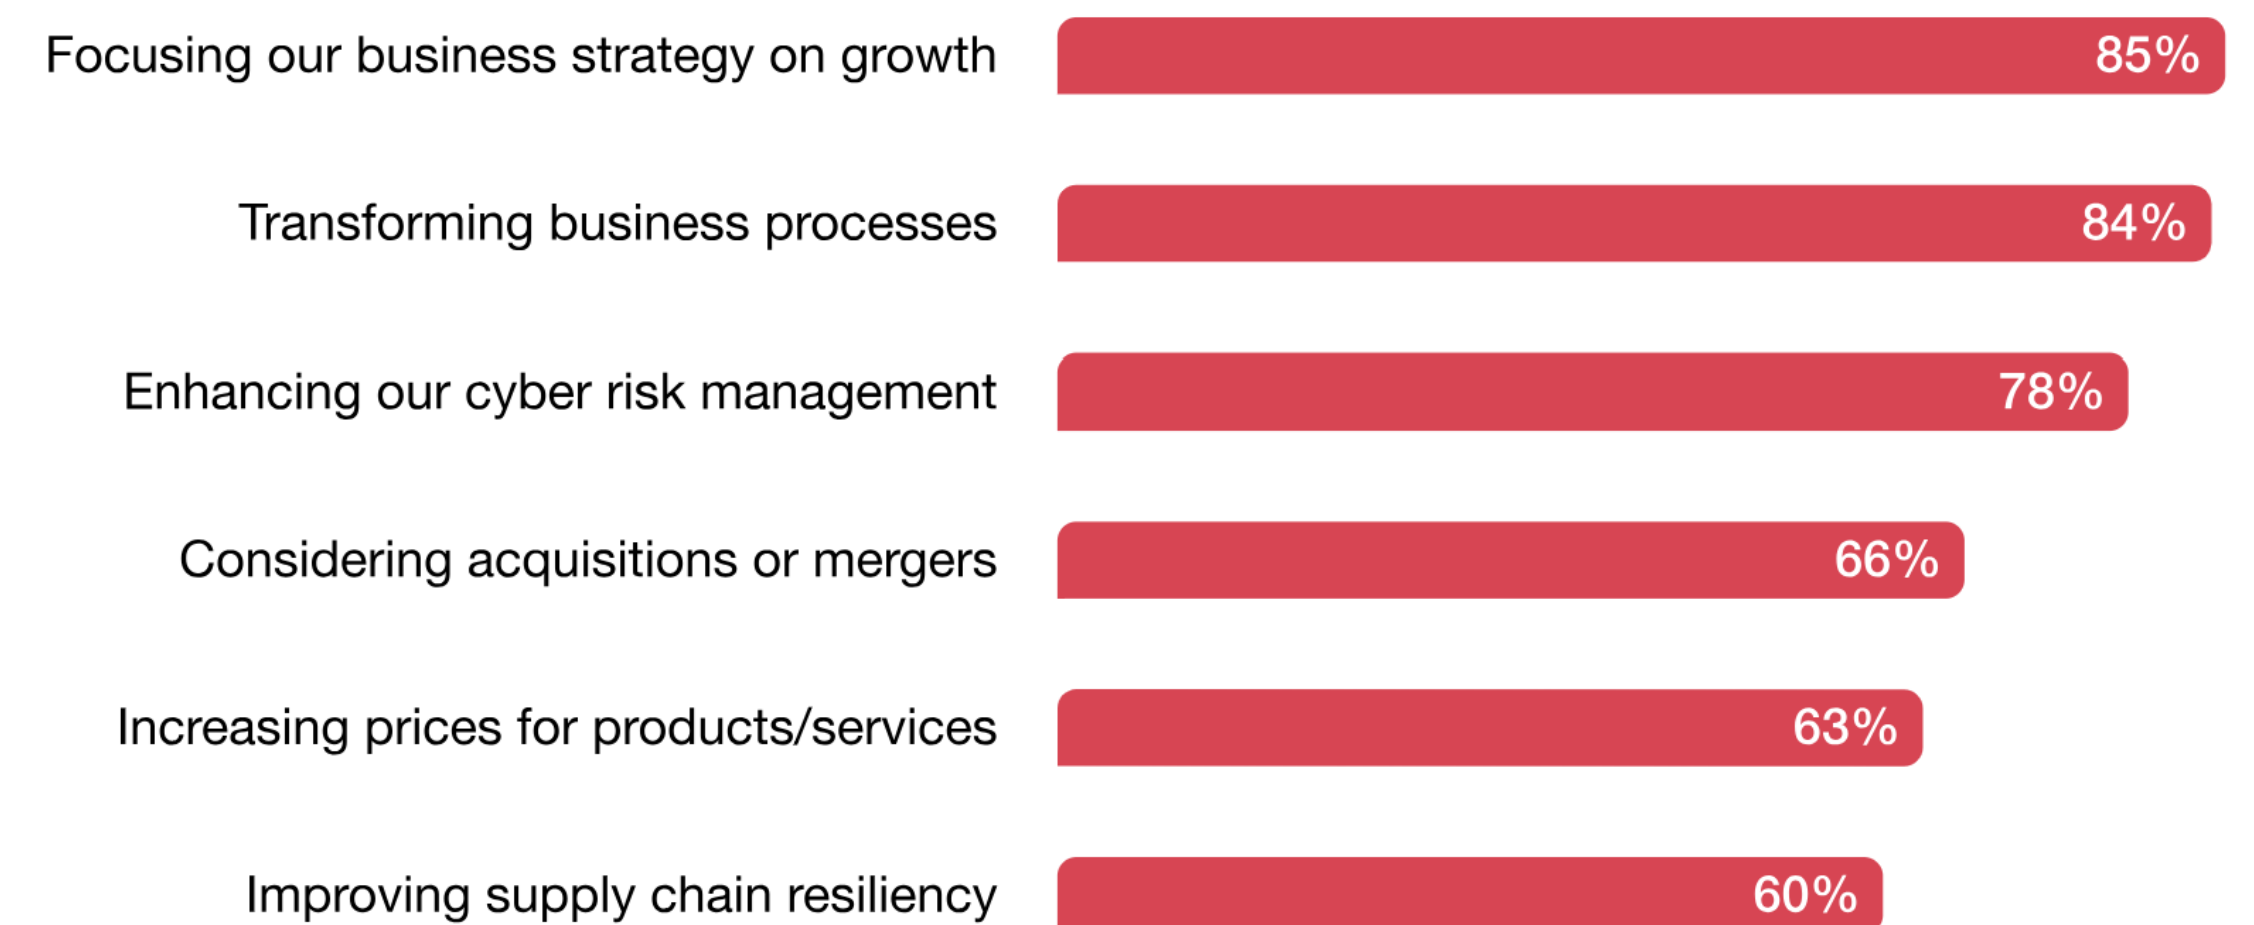 Focusing our business strategy on growth 85%
Transforming business processes 84%
Enhancing our cyber risk management 78%
Considering acquisitions or mergers 66%
Increasing prices for products/services 63%
Improving supply chain resiliency 60%